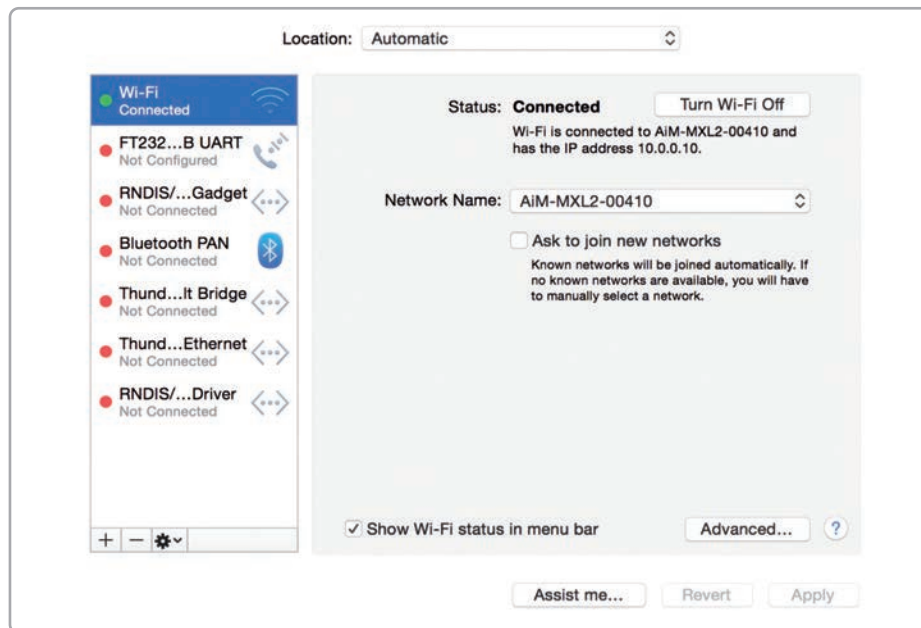 Location: Automatic
Wi-Fi
Connected
FT232...B UART
Not Configured
RNDIS/...Gadget
Not Connected
Bluetooth PAN
Not Connected
Thund...lt Bridge
Not Connected
Thund...Ethernet
Not Connected
RNDIS/...Driver
Not Connected
Status: Connected
Turn Wi-Fi Off
Wi-Fi is connected to AiM-MXL2-00410 and
has the IP address 10.0.0.10.
Network Name: AiM-MXL2-00410
Ask to join new networks
Known networks will be joined automatically. If
no known networks are available, you will have
to manually select a network.
Show Wi-Fi status in menu bar
Advanced...
?
Assist me...
Revert
Apply